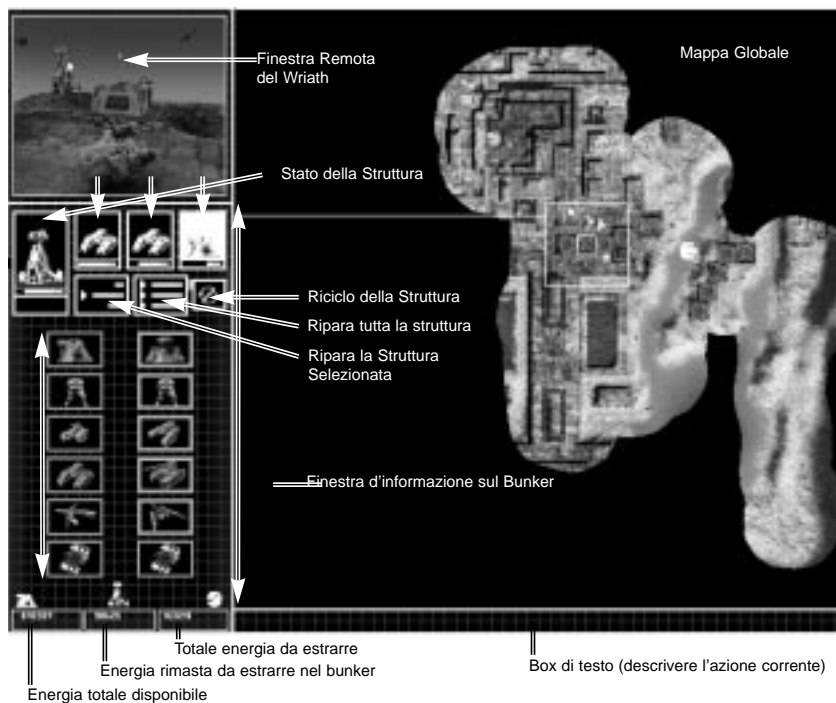 Finestra Remota
del Wriath
Mappa Globale
Stato della Struttura
Riciclo della Struttura
Ripara tutta la struttura
Ripara la Struttura
Selezionata
Finestra d'informazione sul Bunker
Totale energia da estrarre
Energia rimasta da estrarre nel bunker
Energia totale disponibile
Box di testo (descrivere l'azione corrente)